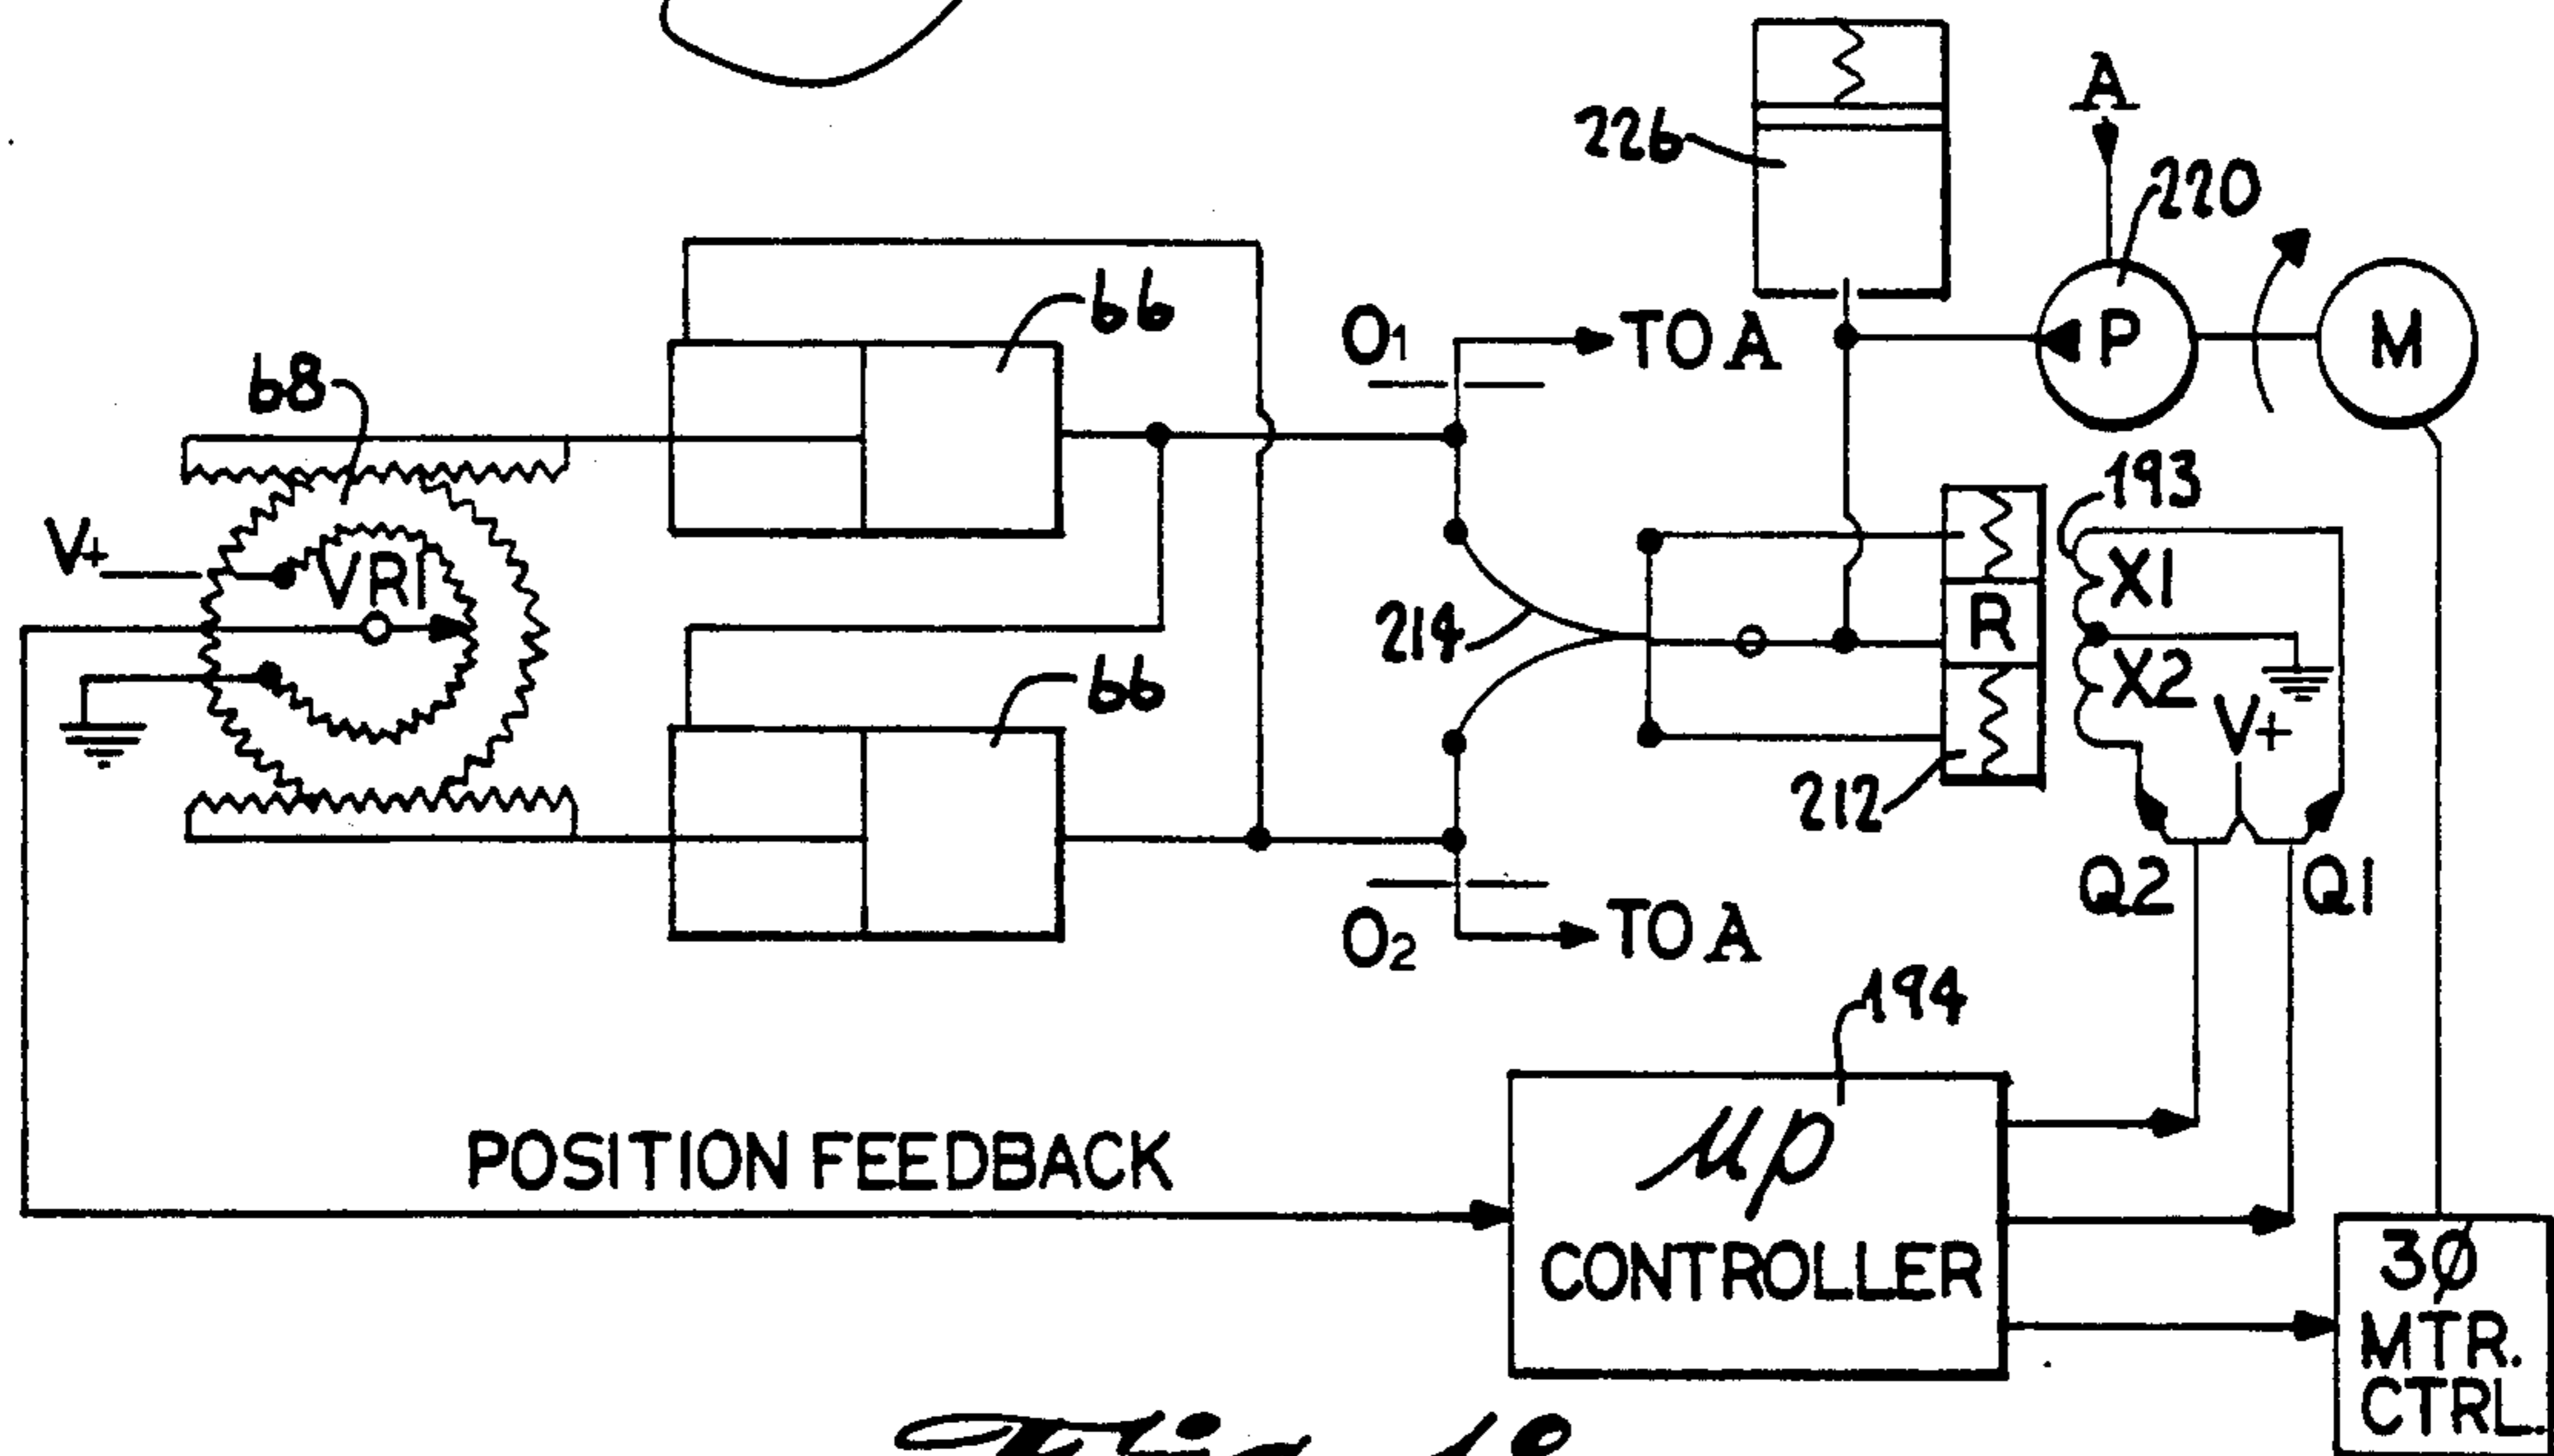 A
226
220
66
O1
TO A
P
M
68
193
V+
VR1
X1
214
R
66
X2
V+
212
Q2
Q1
O2
TO A
194
POSITION FEEDBACK
μp
CONTROLLER
3Ø
MTR.
CTRL.